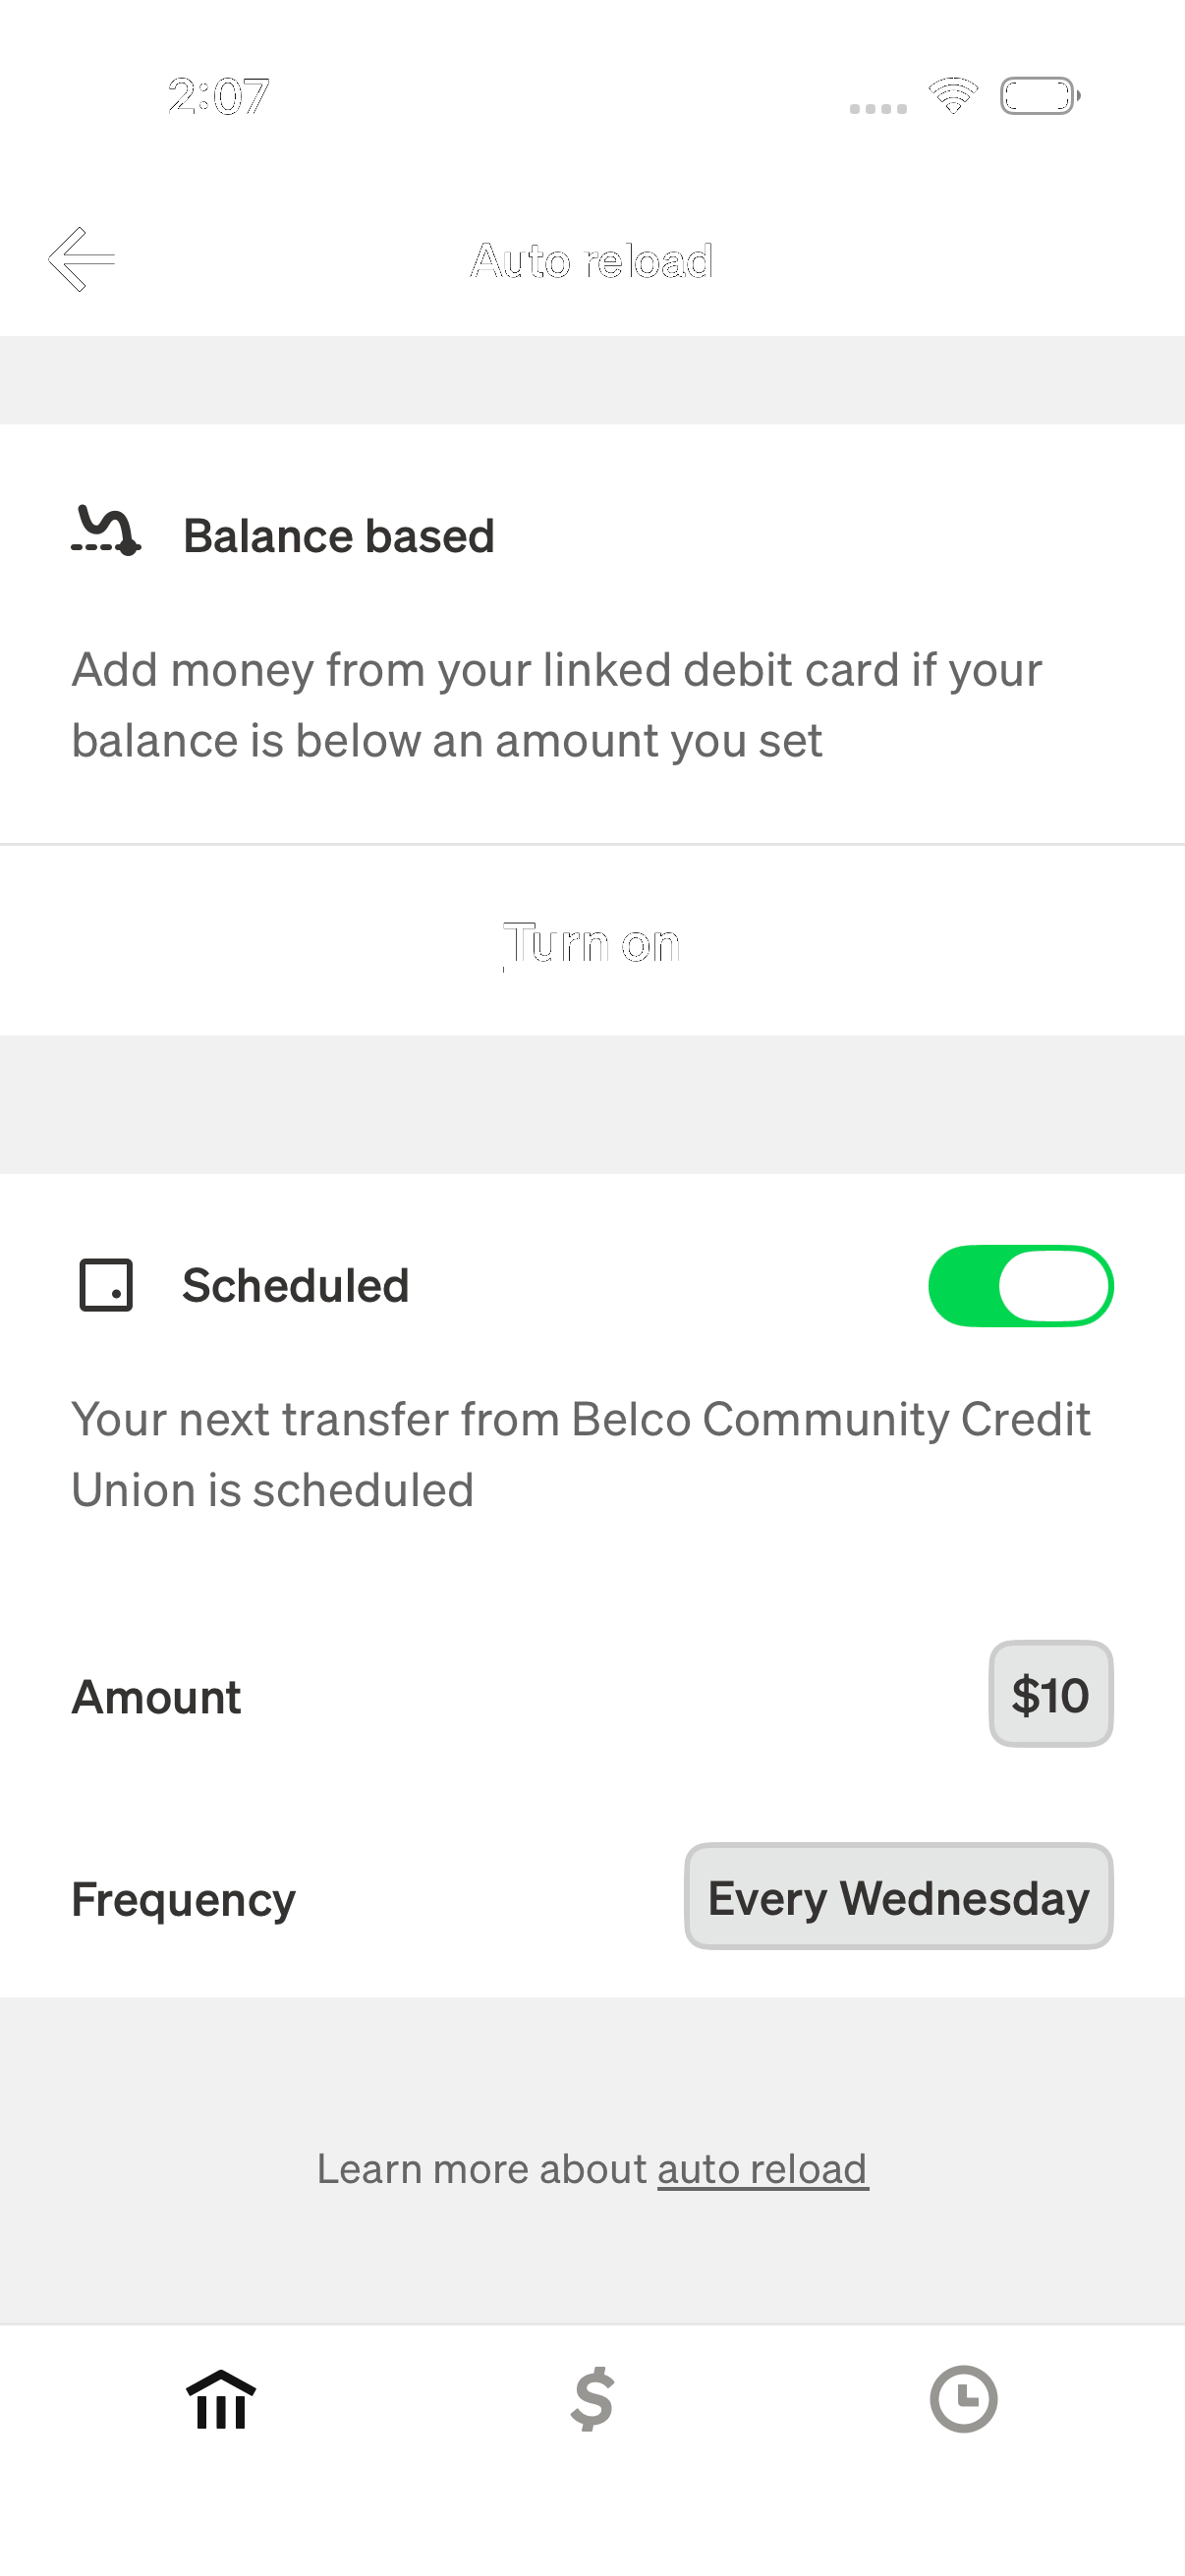 2:07
Auto reload
Balance based
Add money from your linked debit card if your
balance is below an amount you set
Turn on
Scheduled
Your next transfer from Belco Community Credit
Union is scheduled
Amount
$10
Frequency
Every Wednesday
Learn more about auto reload